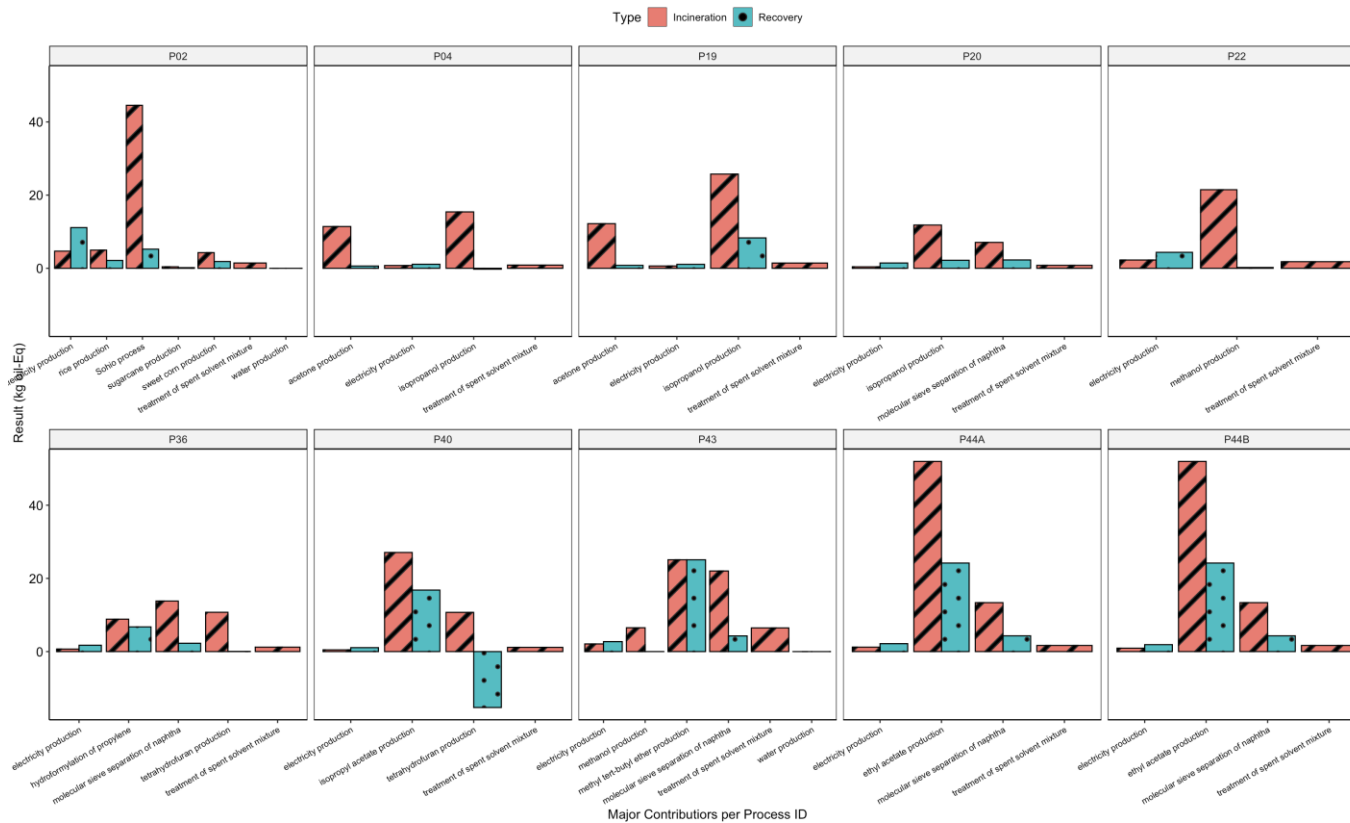 Type Incineration Recovery
P02 P04 P19 P20 P22
40
20
0
electricity production
rice production
Sohio process
sugarcane production
sweet corn production
treatment of spent solvent mixture
water production
acetone production
electricity production
isopropanol production
treatment of spent solvent mixture
acetone production
electricity production
isopropanol production
treatment of spent solvent mixture
electricity production
isopropanol production
molecular sieve separation of naphtha
treatment of spent solvent mixture
electricity production
methanol production
treatment of spent solvent mixture
Result (kg oil-Eq)
P36 P40 P43 P44A P44B
40
20
0
electricity production
hydroformylation of propylene
molecular sieve separation of naphtha
tetrahydrofuran production
treatment of spent solvent mixture
electricity production
isopropyl acetate production
tetrahydrofuran production
treatment of spent solvent mixture
electricity production
methanol production
methyl tert-butyl ether production
molecular sieve separation of naphtha
treatment of spent solvent mixture
water production
electricity production
ethyl acetate production
molecular sieve separation of naphtha
treatment of spent solvent mixture
electricity production
ethyl acetate production
molecular sieve separation of naphtha
treatment of spent solvent mixture
Major Contributiors per Process ID